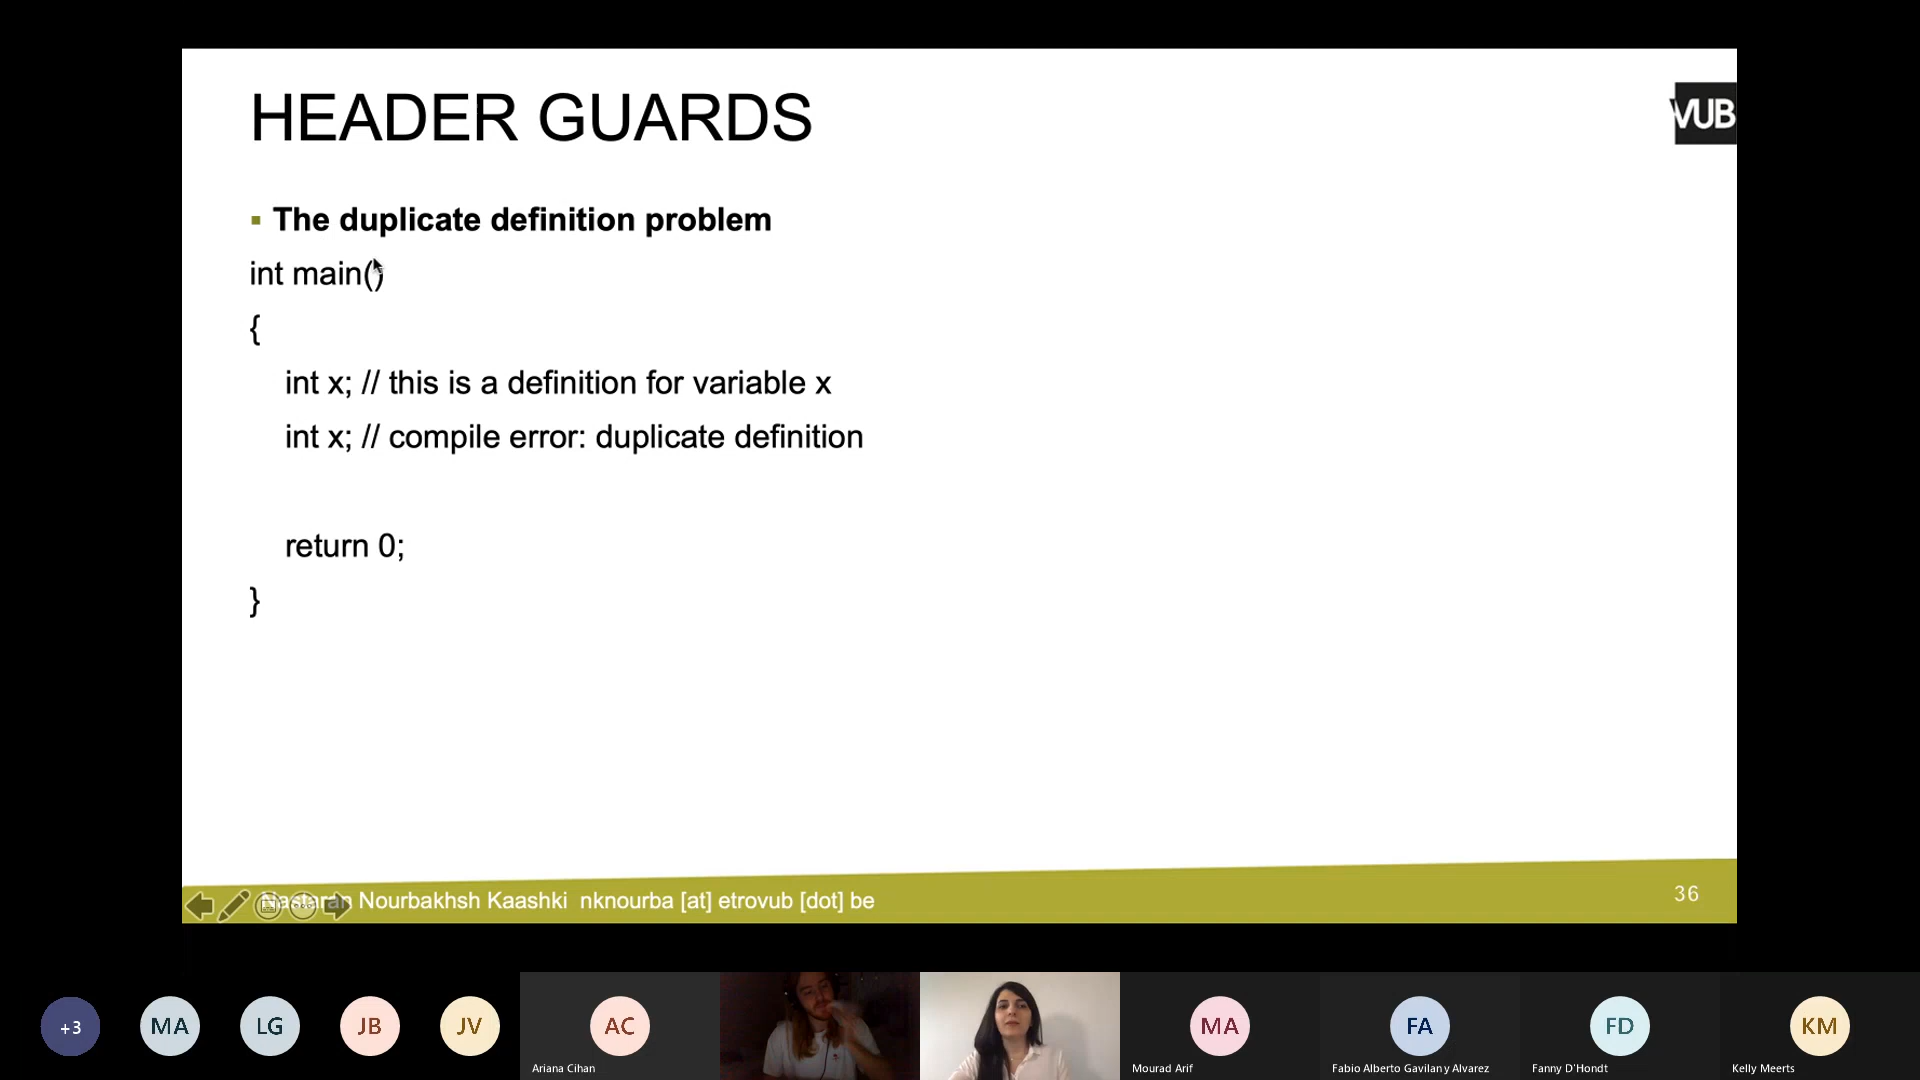 HEADER GUARDS
VUB
The duplicate definition problem
int main()
{
int x; // this is a definition for variable x
int x; // compile error: duplicate definition
return 0;
}
Nastaran Nourbakhsh Kaashki nknourba [at] etrovub [dot] be
36
+3
MA
LG
JB
JV
AC
MA
FA
FD
KM
Ariana Cihan
Mourad Arif
Fabio Alberto Gavilan y Alvarez
Fanny D'Hondt
Kelly Meerts